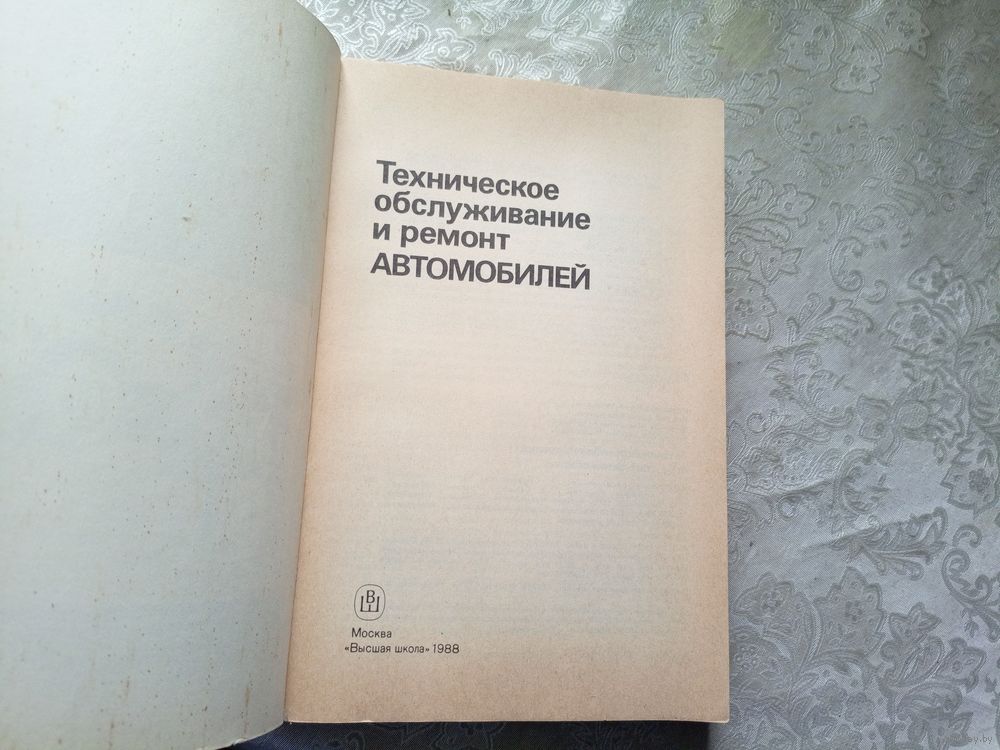 Техническое
обслуживание
и ремонт
АВТОМОБИЛЕЙ
ВШ
Москва
«Высшая школа» 1988